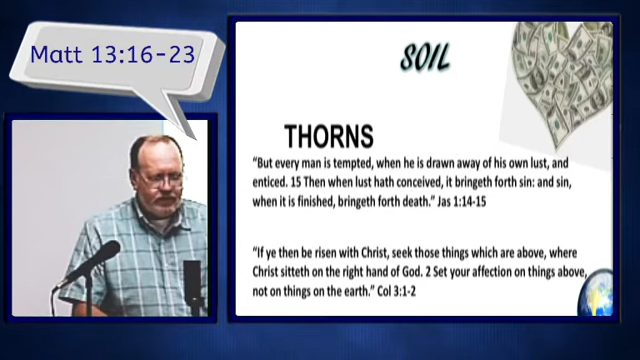 Matt 13:16-23
SOIL
THORNS
“But every man is tempted, when he is drawn away of his own lust, and
enticed. 15 Then when lust hath conceived, it bringeth forth sin: and sin,
when it is finished, bringeth forth death.” Jas 1:14-15
“If ye then be risen with Christ, seek those things which are above, where
Christ sitteth on the right hand of God. 2 Set your affection on things above,
not on things on the earth.” Col 3:1-2